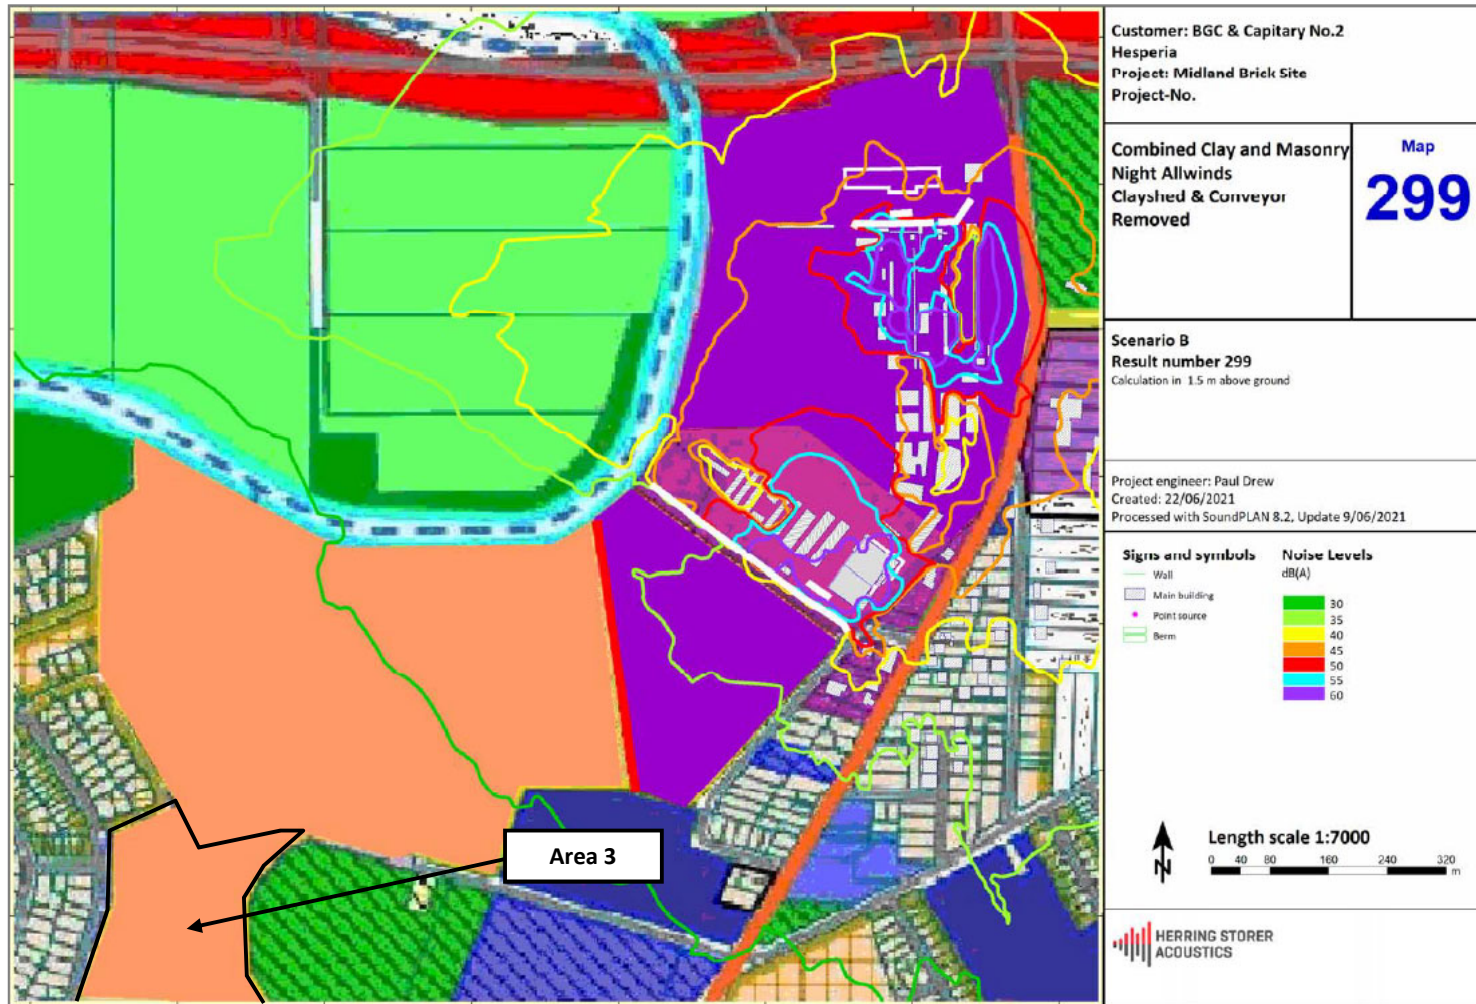 Customer: BGC & Capitary No.2
Hesperia
Project: Midland Brick Site
Project-No.
Combined Clay and Masonry
Night Allwinds
Clayshed & Conveyor
Removed
Map
299
Scenario B
Result number 299
Calculation in 1.5 m above ground
Project engineer: Paul Drew
Created: 22/06/2021
Processed with SoundPLAN 8.2, Update 9/06/2021
Signs and symbols
Wall
Main building
Point source
Berm
Noise Levels
dB(A)
30
35
40
45
50
55
60
Area 3
N
Length scale 1:7000
0 40 80 160 240 320
m
HERRING STORER
ACOUSTICS